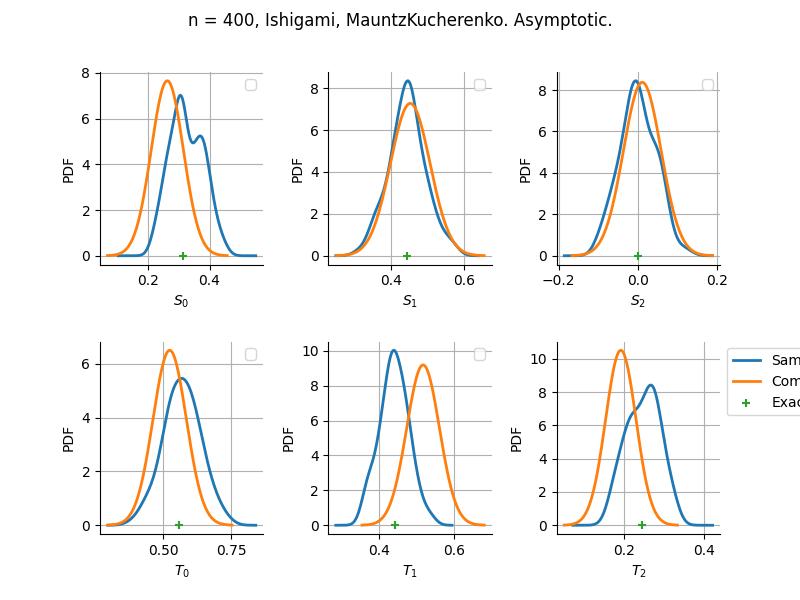 n = 400, Ishigami, MauntzKucherenko. Asymptotic.
PDF
8
6
4
2
0
0.2
0.4
S₀
PDF
8
6
4
2
0
0.4
0.6
S₁
PDF
8
6
4
2
0
−0.2
0.0
0.2
S₂
PDF
6
4
2
0
0.50
0.75
T₀
PDF
10
8
6
4
2
0
0.4
0.6
T₁
PDF
10
8
6
4
2
0
0.2
0.4
T₂
Sam
Com
Exac